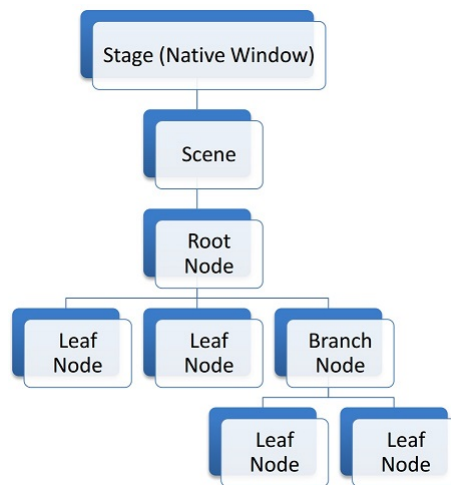 Stage (Native Window)
Scene
Root
Node
Leaf
Node
Leaf
Node
Branch
Node
Leaf
Node
Leaf
Node